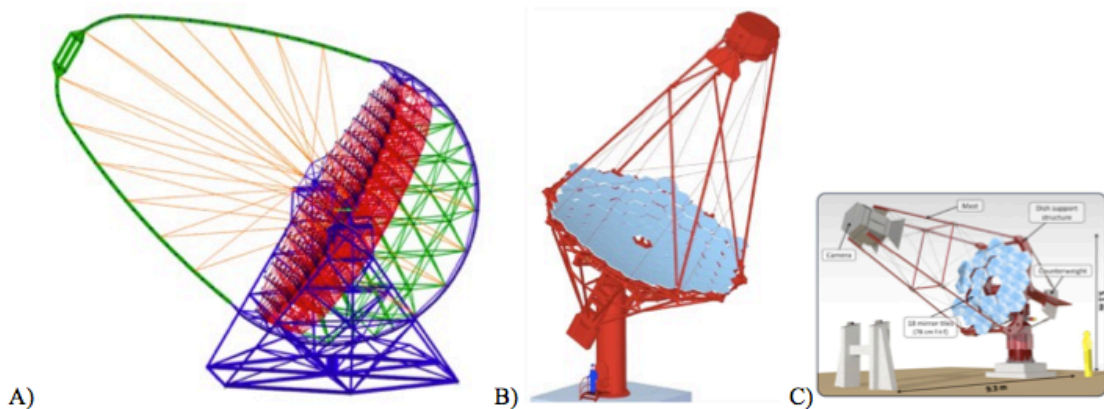 A)
B)
C)
Mast
Dish support
structure
Camera
Counterweight
18 mirror tiles
9.3 m